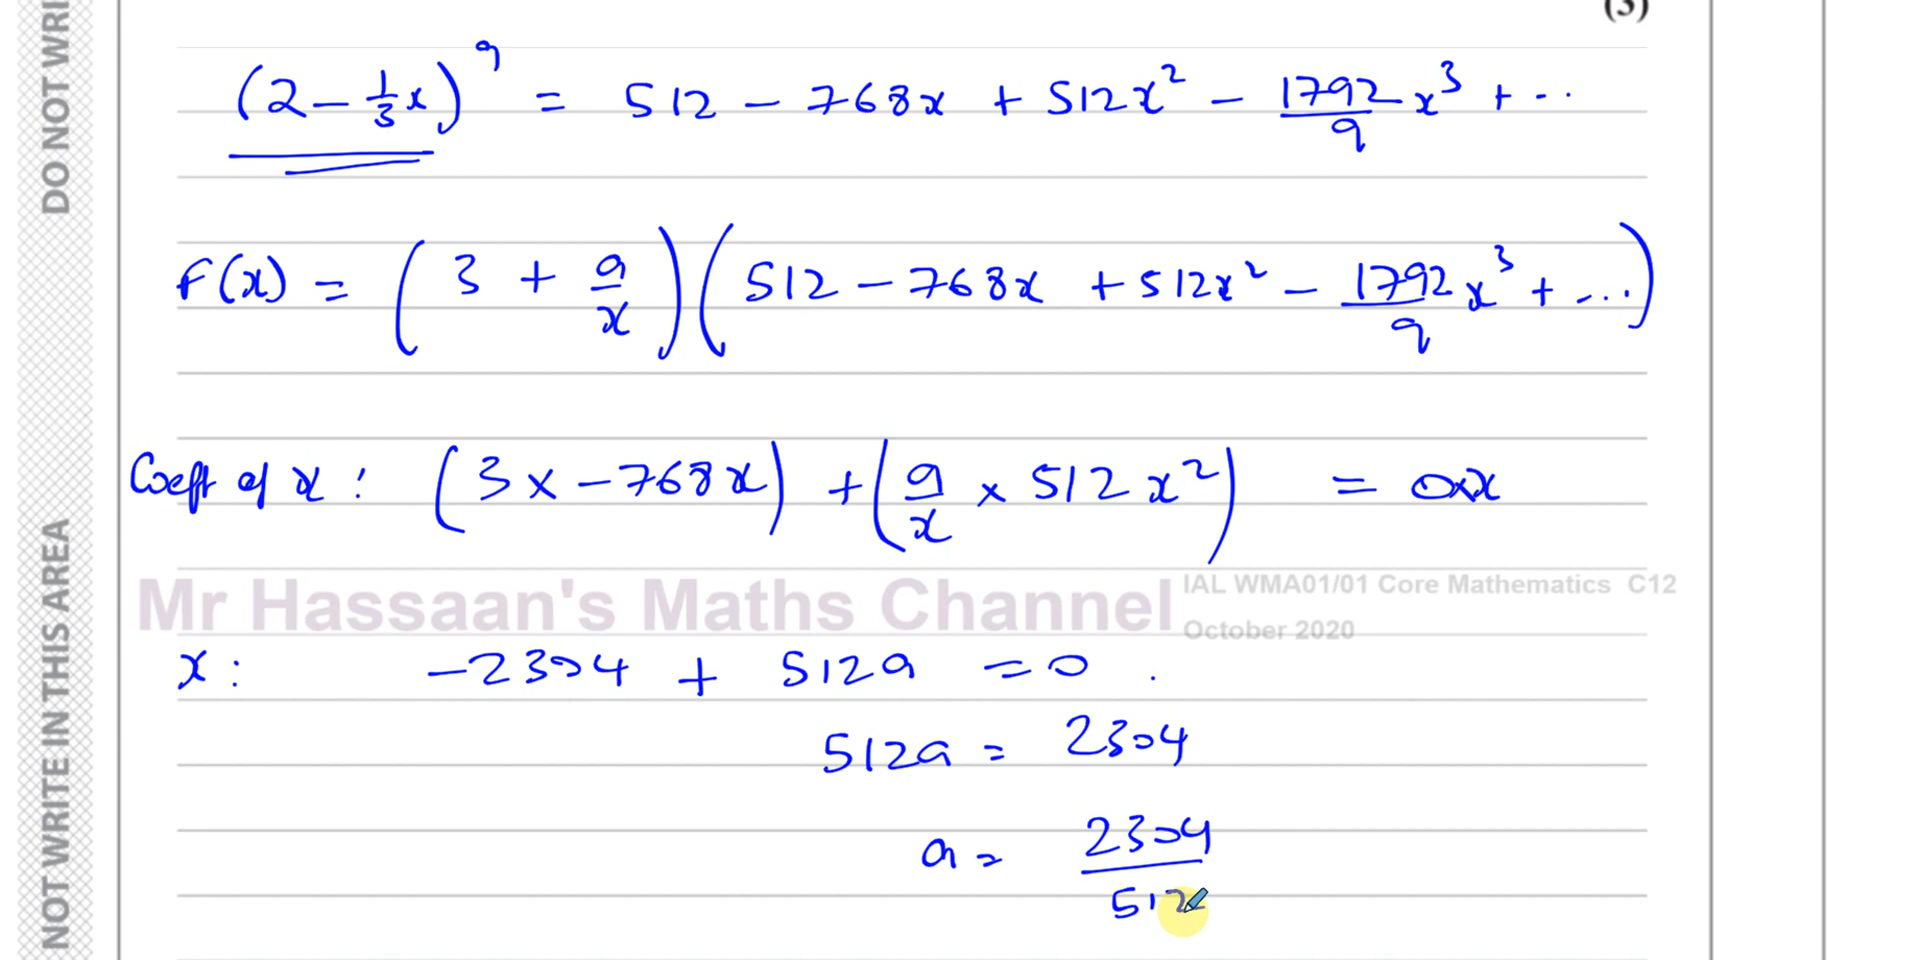 (3)
(2 - 1/3 x)^9 = 512 - 768x + 512x² - 1792/9 x³ + ...
f(x) = (3 + a/x)(512 - 768x + 512x² - 1792/9 x³ + ...)
Coeft of x : (3 x - 768x) + (a/x × 512x²) = 0xx
Mr Hassaan's Maths Channel
IAL WMA01/01 Core Mathematics C12
October 2020
x : -2304 + 512a = 0 .
512a = 2304
a = 2304/512
DO NOT WRI
NOT WRITE IN THIS AREA